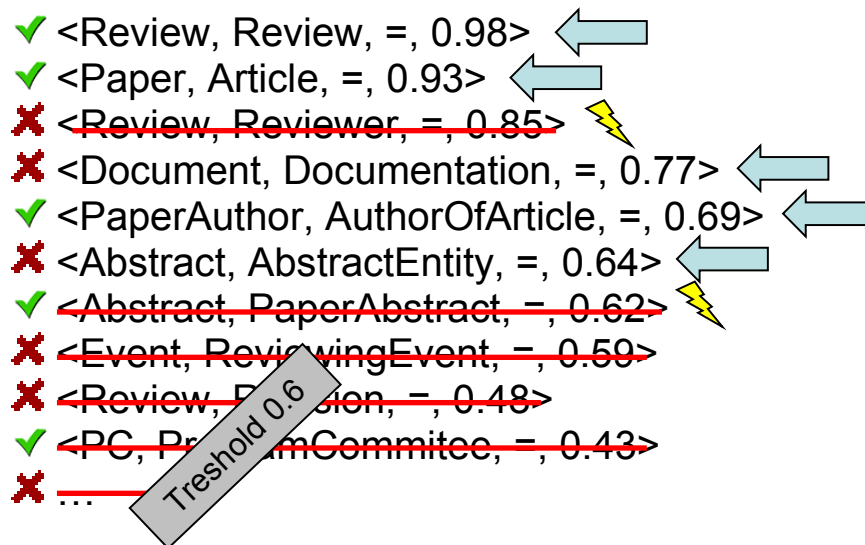 <Review, Review, =, 0.98>
<Paper, Article, =, 0.93>
<Review, Reviewer, =, 0.85>
<Document, Documentation, =, 0.77>
<PaperAuthor, AuthorOfArticle, =, 0.69>
<Abstract, AbstractEntity, =, 0.64>
<Abstract, PaperAbstract, =, 0.62>
<Event, ReviewingEvent, =, 0.59>
<Review, =, 0.48>
<PC, =, 0.43>
...
Treshold 0.6